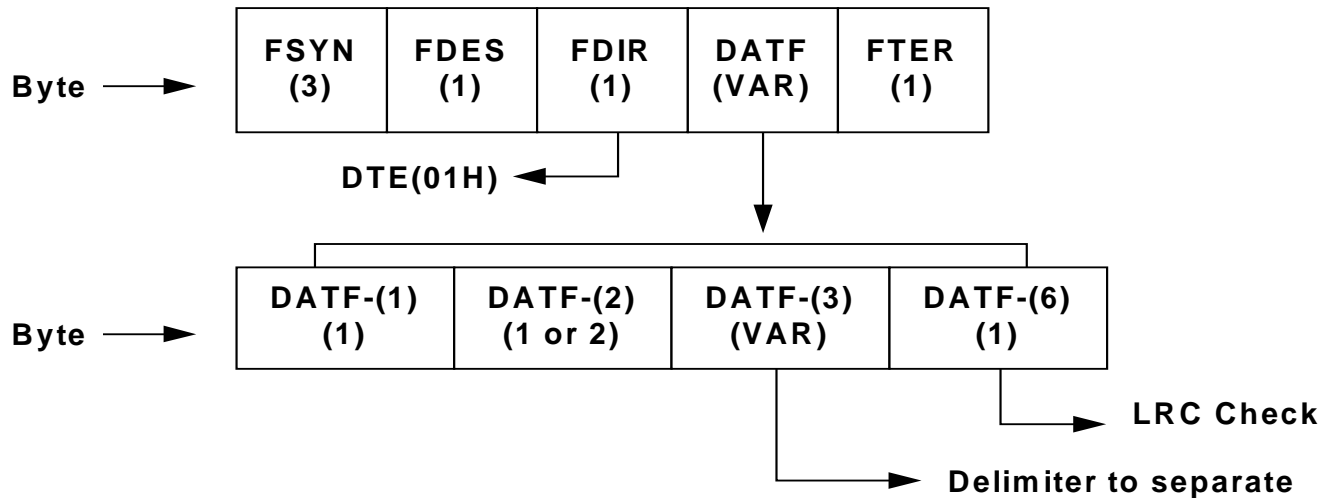 FSYN FDES FDIR DATF FTER
Byte (3) (1) (1) (VAR) (1)
DTE(01H)
DATF-(1) DATF-(2) DATF-(3) DATF-(6)
Byte (1) (1 or 2) (VAR) (1)
LRC Check
Delimiter to separate